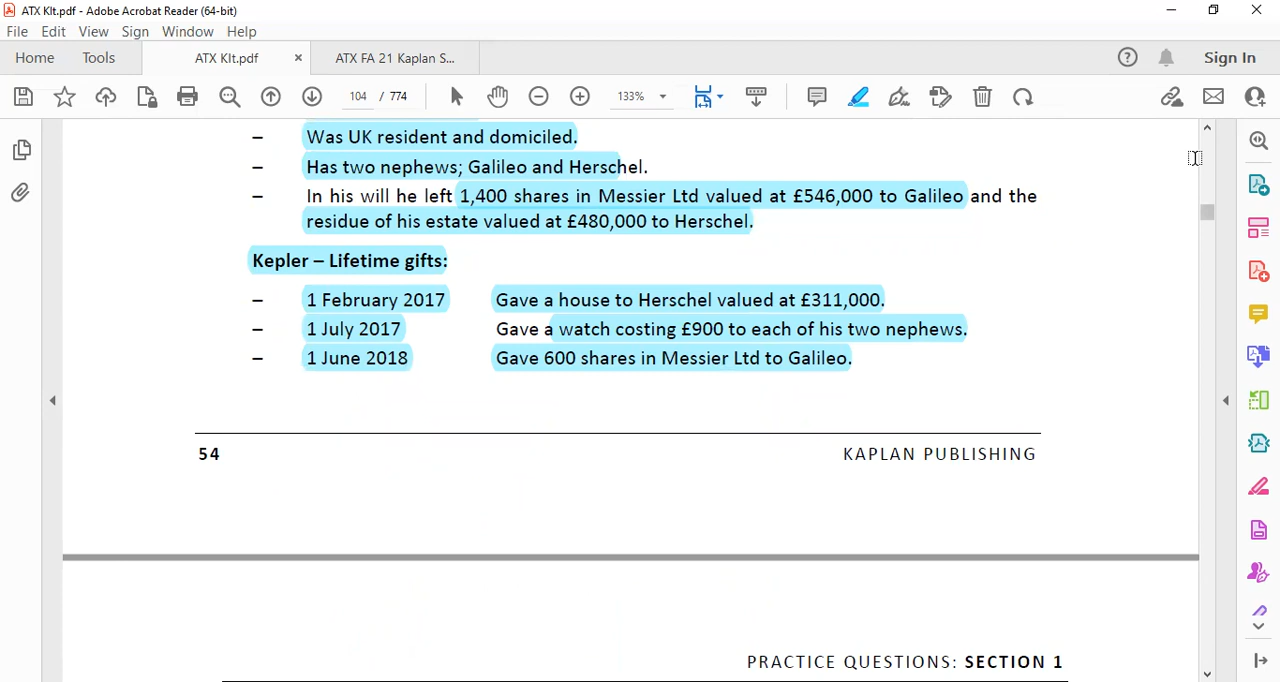 ATX KIt.pdf - Adobe Acrobat Reader (64-bit)
File Edit View Sign Window Help
Home Tools ATX KIt.pdf × ATX FA 21 Kaplan S... Sign In
104 / 774 133%
– Was UK resident and domiciled.
– Has two nephews; Galileo and Herschel.
– In his will he left 1,400 shares in Messier Ltd valued at £546,000 to Galileo and the
residue of his estate valued at £480,000 to Herschel.
Kepler – Lifetime gifts:
– 1 February 2017 Gave a house to Herschel valued at £311,000.
– 1 July 2017 Gave a watch costing £900 to each of his two nephews.
– 1 June 2018 Gave 600 shares in Messier Ltd to Galileo.
54 KAPLAN PUBLISHING
PRACTICE QUESTIONS: SECTION 1